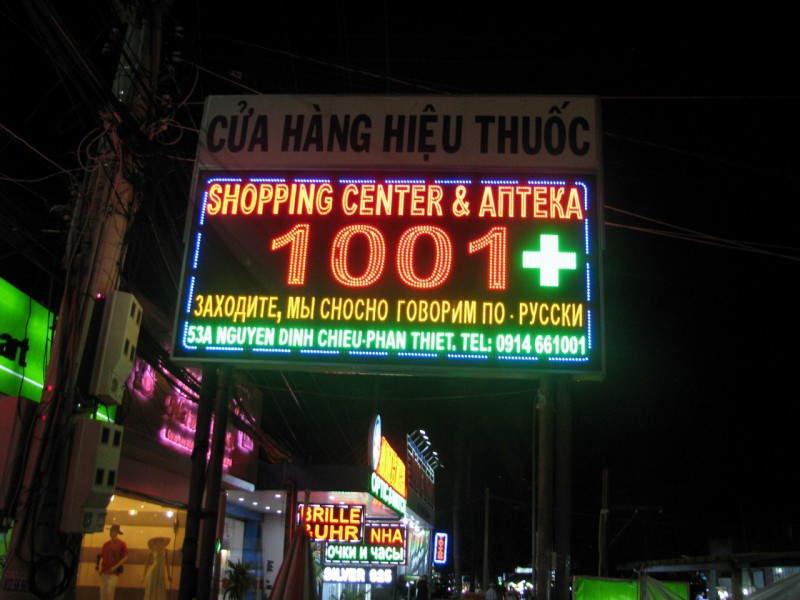 CỬA HÀNG HIỆU THUỐC
SHOPPING CENTER & АПТЕКА
1001
ЗАХОДИТЕ, МЫ СНОСНО ГОВОРИМ ПО - РУССКИ
53A NGUYEN DINH CHIEU-PHAN THIET. TEL: 0914 661001
BRILLE
&UHR
NHA
ОЧКИ И ЧАСЫ
SILVER 925